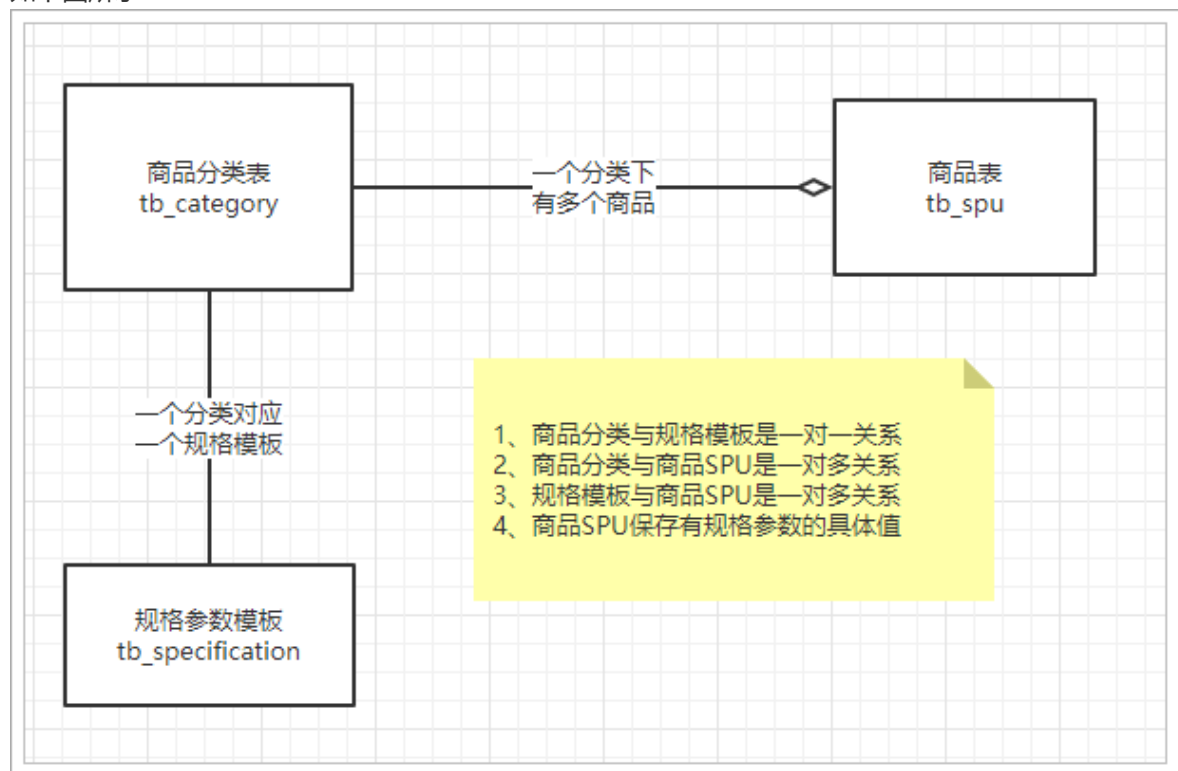 商品分类表
tb_category
一个分类下
有多个商品
商品表
tb_spu
一个分类对应
一个规格模板
1、商品分类与规格模板是一对一关系
2、商品分类与商品SPU是一对多关系
3、规格模板与商品SPU是一对多关系
4、商品SPU保存有规格参数的具体值
规格参数模板
tb_specification